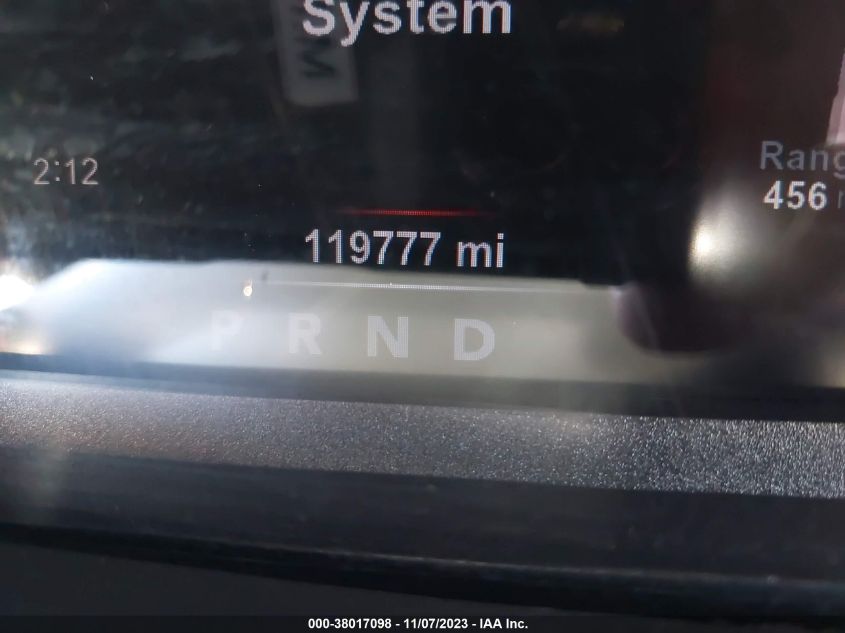 System
2:12
Rang
456
119777 mi
P R N D
000-38017098 - 11/07/2023 - IAA Inc.